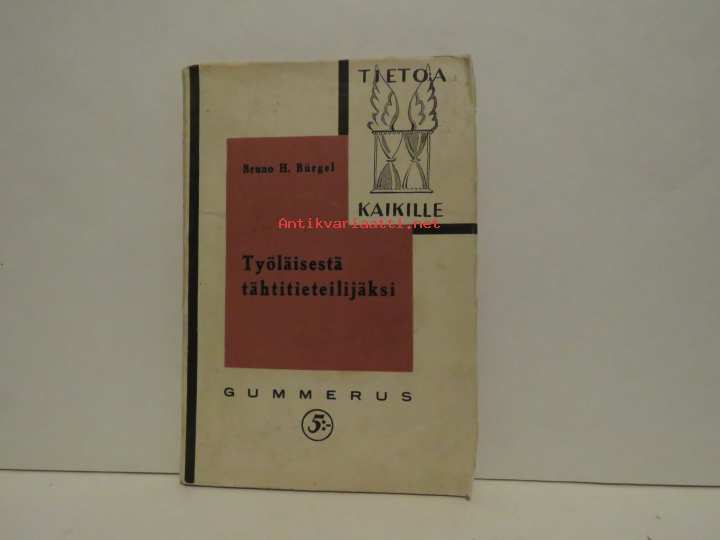 TIETOA
KAIKILLE
Bruno H. Bürgel
Antikvariaatti.net
Työläisestä
tähtitieteilijäksi
GUMMERUS
5:-